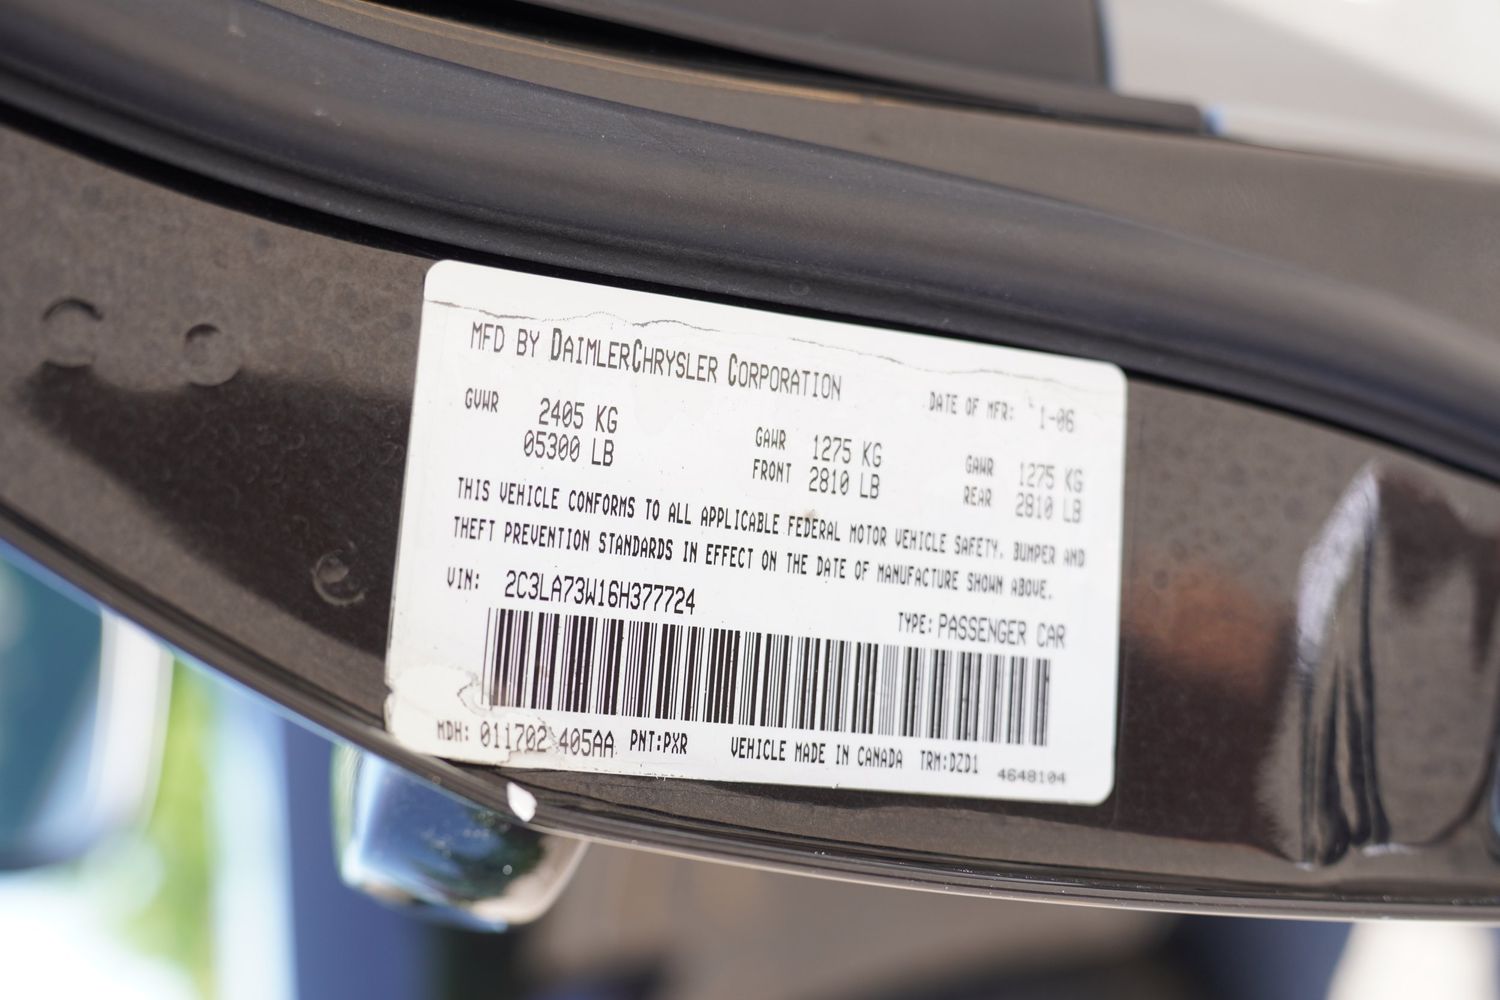 MFD BY DAIMLERCHRYSLER CORPORATION
DATE OF MFR: 1-06
GVWR 2405 KG
05300 LB
GAWR FRONT 1275 KG
2810 LB
GAWR REAR 1275 KG
2810 LB
THIS VEHICLE CONFORMS TO ALL APPLICABLE FEDERAL MOTOR VEHICLE SAFETY, BUMPER AND
THEFT PREVENTION STANDARDS IN EFFECT ON THE DATE OF MANUFACTURE SHOWN ABOVE.
VIN: 2C3LA73W16H377724
TYPE: PASSENGER CAR
MDH: 011702 405AA PNT:PXR VEHICLE MADE IN CANADA TRM:DZD1
4648104